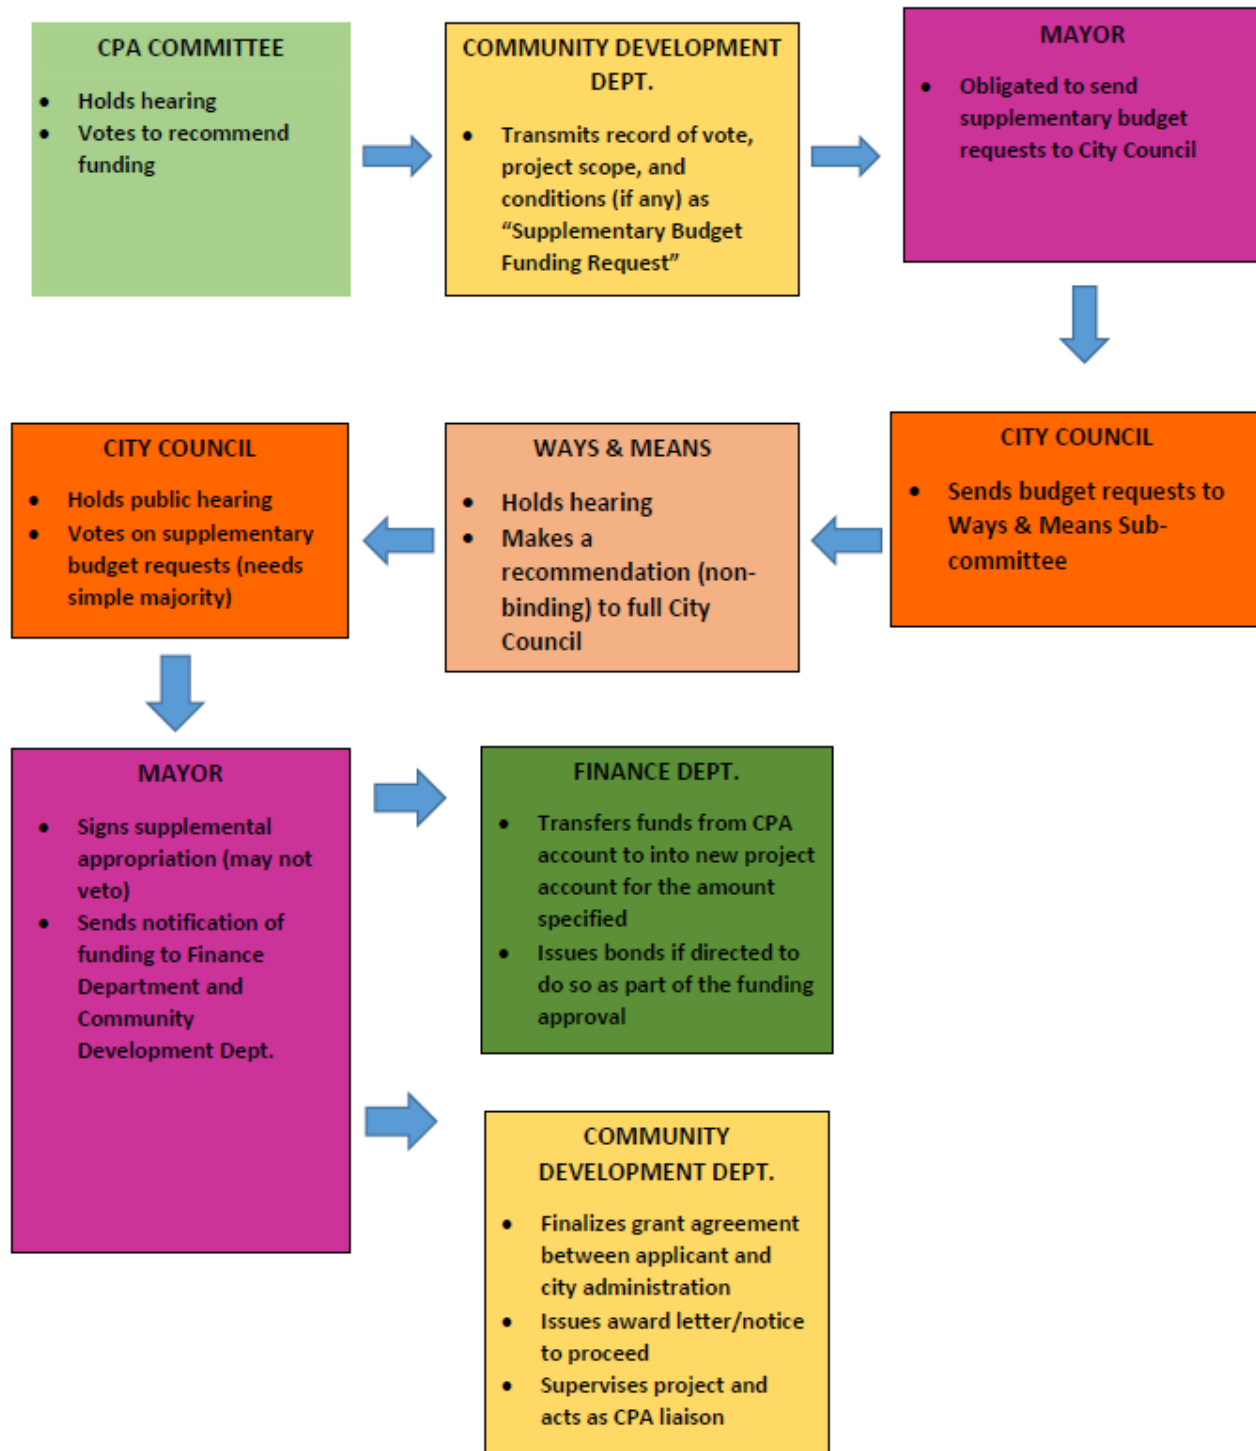 CPA COMMITTEE
• Holds hearing
• Votes to recommend
funding
COMMUNITY DEVELOPMENT
DEPT.
• Transmits record of vote,
project scope, and
conditions (if any) as
“Supplementary Budget
Funding Request”
MAYOR
• Obligated to send
supplementary budget
requests to City Council
CITY COUNCIL
• Sends budget requests to
Ways & Means Sub-
committee
WAYS & MEANS
• Holds hearing
• Makes a
recommendation (non-
binding) to full City
Council
CITY COUNCIL
• Holds public hearing
• Votes on supplementary
budget requests (needs
simple majority)
MAYOR
• Signs supplemental
appropriation (may not
veto)
• Sends notification of
funding to Finance
Department and
Community
Development Dept.
FINANCE DEPT.
• Transfers funds from CPA
account to into new project
account for the amount
specified
• Issues bonds if directed to
do so as part of the funding
approval
COMMUNITY
DEVELOPMENT DEPT.
• Finalizes grant agreement
between applicant and
city administration
• Issues award letter/notice
to proceed
• Supervises project and
acts as CPA liaison